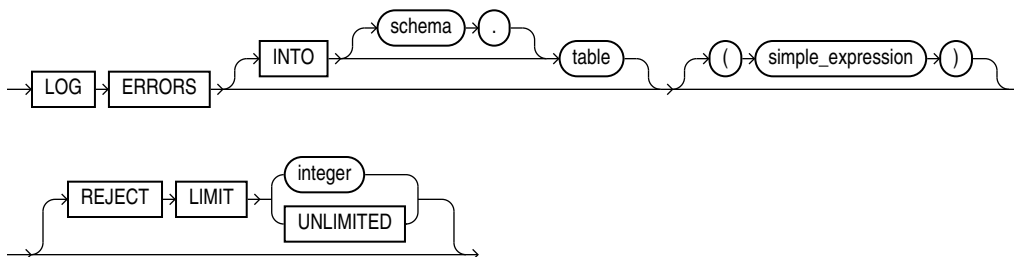 schema .
INTO table ( simple_expression )
LOG ERRORS
integer
REJECT LIMIT
UNLIMITED